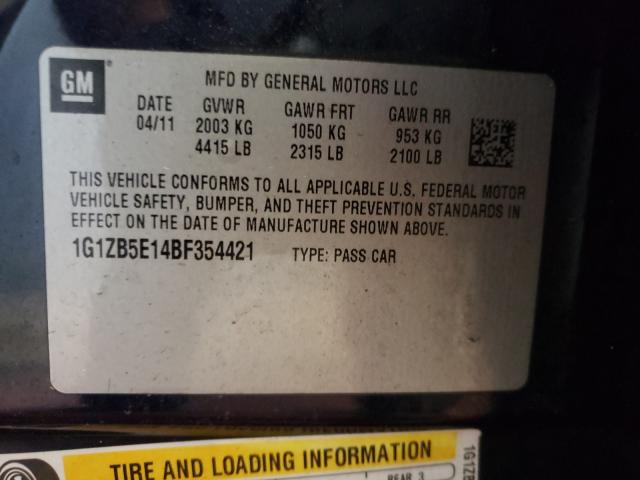 GM
MFD BY GENERAL MOTORS LLC
DATE GVWR GAWR FRT GAWR RR
04/11 2003 KG 1050 KG 953 KG
4415 LB 2315 LB 2100 LB
THIS VEHICLE CONFORMS TO ALL APPLICABLE U.S. FEDERAL MOTOR
VEHICLE SAFETY, BUMPER, AND THEFT PREVENTION STANDARDS IN
EFFECT ON THE DATE OF MANUFACTURE SHOWN ABOVE.
1G1ZB5E14BF354421 TYPE: PASS CAR
TIRE AND LOADING INFORMATION
REAR 3
1G1ZB